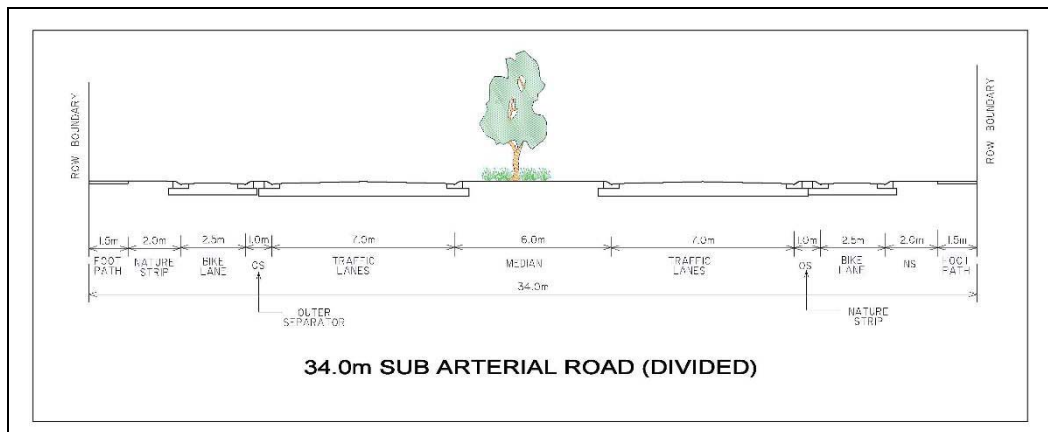 ROW BOUNDARY
ROW BOUNDARY
1.5m 2.0m 2.5m 1.0m 7.0m 6.0m 7.0m 1.0m 2.5m 2.0m 1.5m
FOOT PATH
NATURE STRIP
BIKE LANE
OS
TRAFFIC LANES
MEDIAN
TRAFFIC LANES
OS
BIKE LANE
NS
FOOT PATH
34.0m
OUTER SEPARATOR
NATURE STRIP
34.0m SUB ARTERIAL ROAD (DIVIDED)